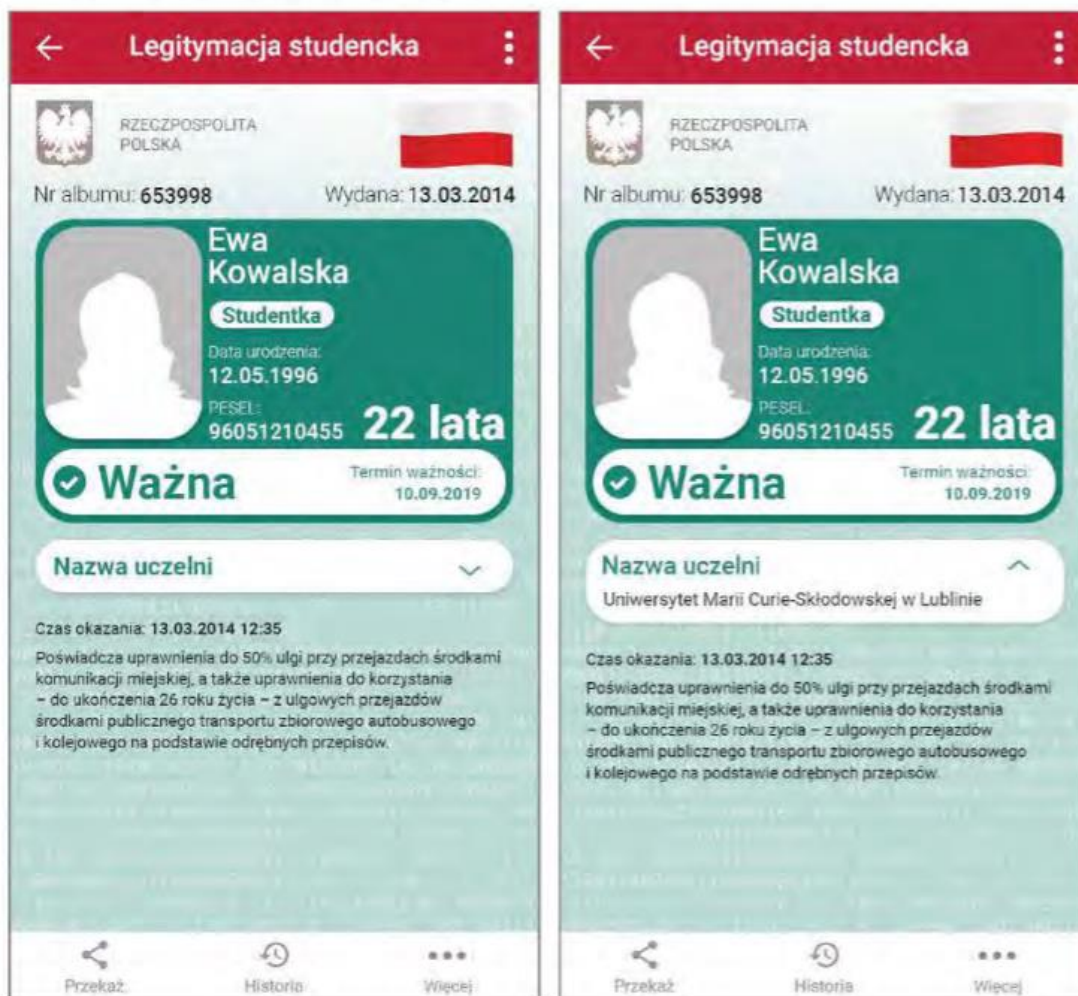 Legitymacja studencka
RZECZPOSPOLITA
POLSKA
Nr albumu: 653998 Wydana: 13.03.2014
Ewa
Kowalska
Studentka
Data urodzenia:
12.05.1996
PESEL:
96051210455 22 lata
Ważna
Termin ważności:
10.09.2019
Nazwa uczelni
Czas okazania: 13.03.2014 12:35
Poświadcza uprawnienia do 50% ulgi przy przejazdach środkami
komunikacji miejskiej, a także uprawnienia do korzystania
– do ukończenia 26 roku życia – z ulgowych przejazdów
środkami publicznego transportu zbiorowego autobusowego
i kolejowego na podstawie odrębnych przepisów.
Przekaż Historia Więcej
Legitymacja studencka
RZECZPOSPOLITA
POLSKA
Nr albumu: 653998 Wydana: 13.03.2014
Ewa
Kowalska
Studentka
Data urodzenia:
12.05.1996
PESEL:
96051210455 22 lata
Ważna
Termin ważności:
10.09.2019
Nazwa uczelni
Uniwersytet Marii Curie-Skłodowskej w Lublinie
Czas okazania: 13.03.2014 12:35
Poświadcza uprawnienia do 50% ulgi przy przejazdach środkami
komunikacji miejskiej, a także uprawnienia do korzystania
– do ukończenia 26 roku życia – z ulgowych przejazdów
środkami publicznego transportu zbiorowego autobusowego
i kolejowego na podstawie odrębnych przepisów.
Przekaż Historia Więcej